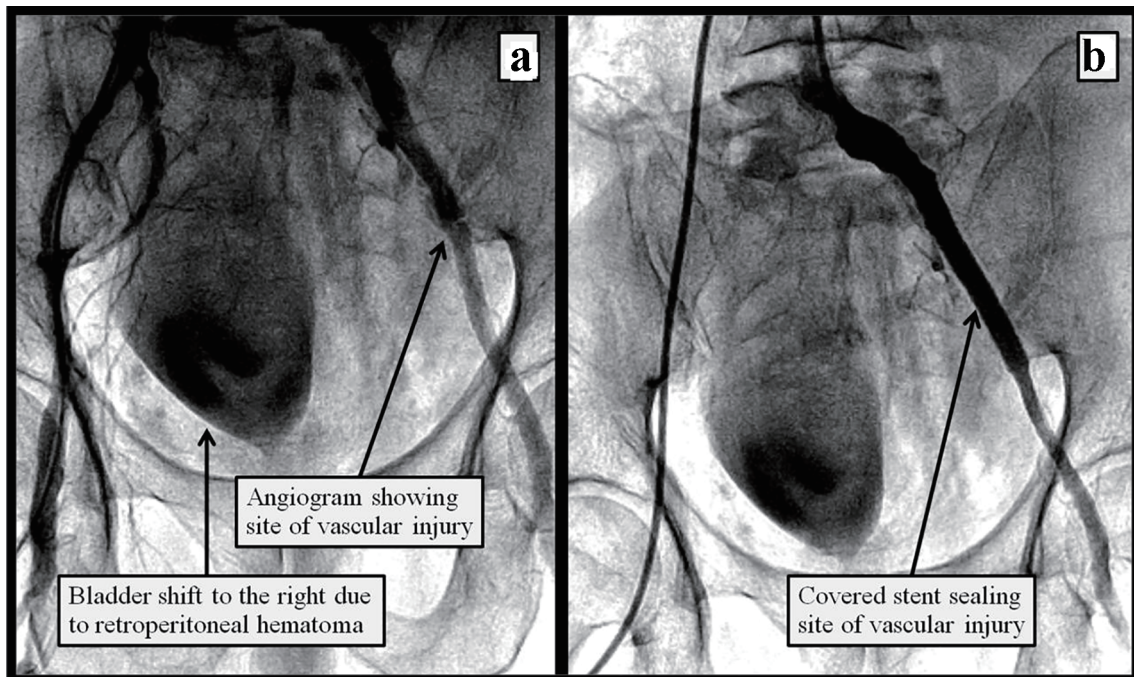 a
b
Angiogram showing
site of vascular injury
Bladder shift to the right due
to retroperitoneal hematoma
Covered stent sealing
site of vascular injury